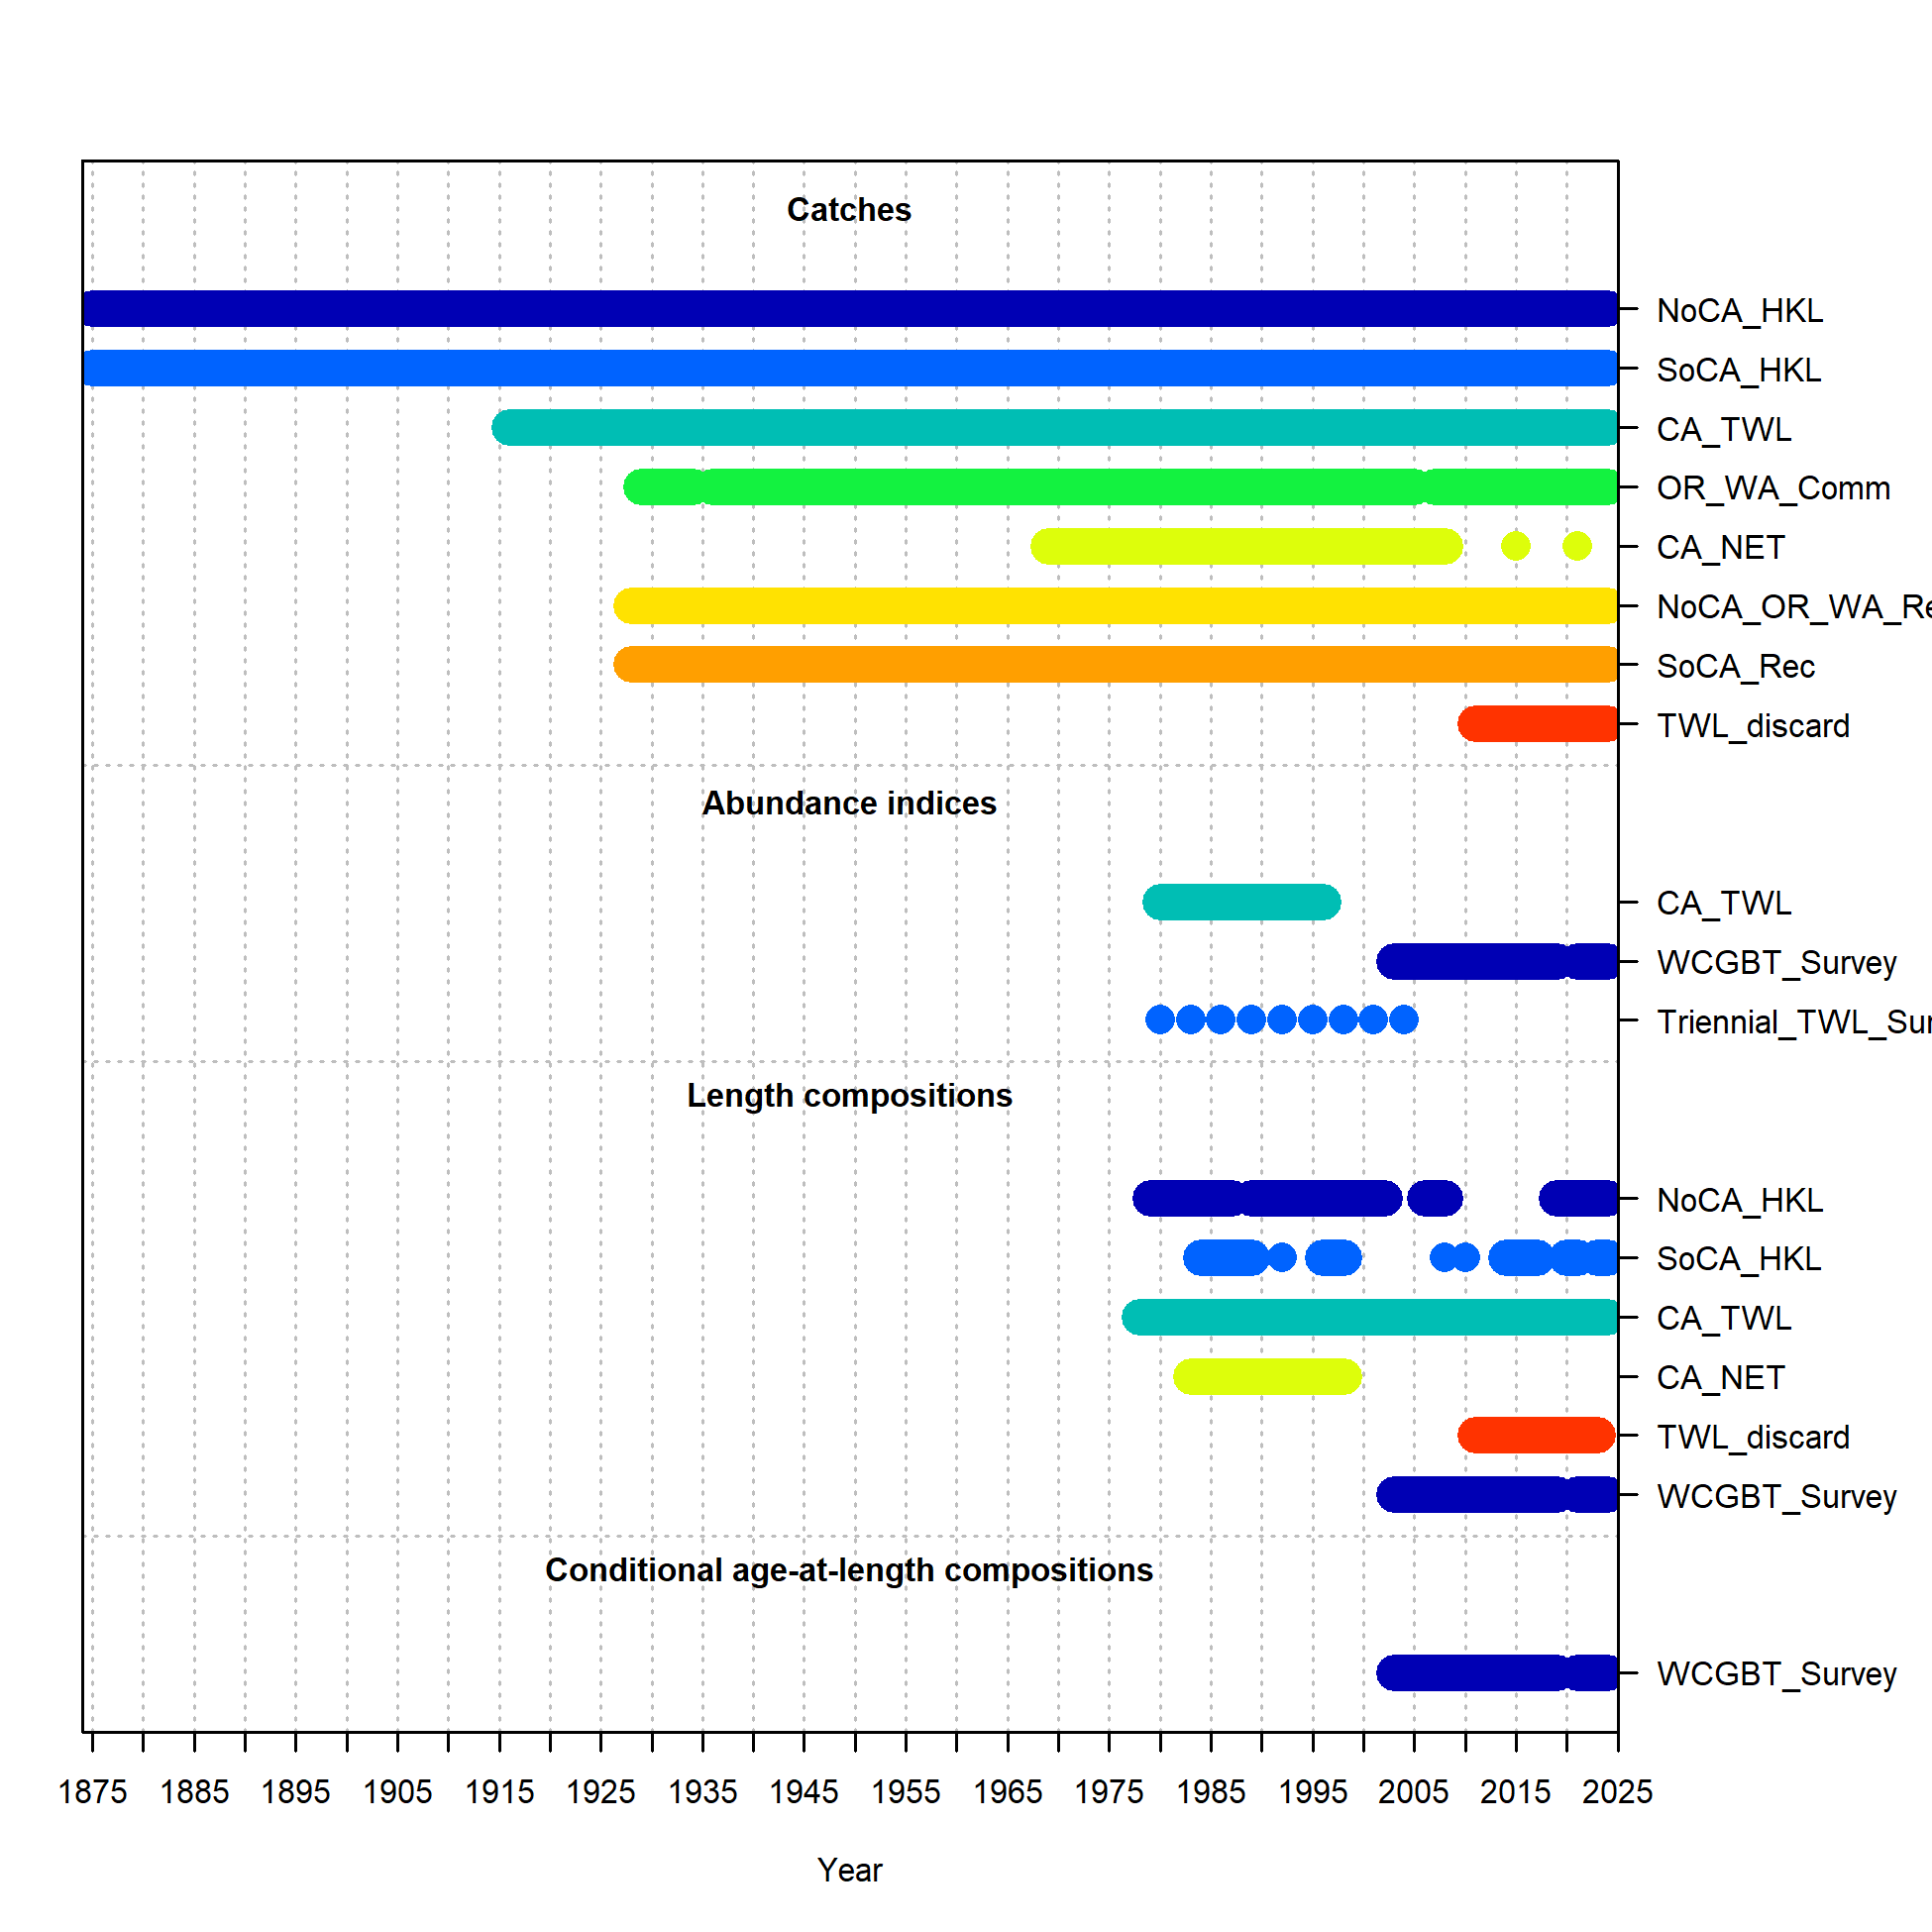 Catches
NoCA_HKL
SoCA_HKL
CA_TWL
OR_WA_Comm
CA_NET
NoCA_OR_WA_Re
SoCA_Rec
TWL_discard
Abundance indices
CA_TWL
WCGBT_Survey
Triennial_TWL_Sur
Length compositions
NoCA_HKL
SoCA_HKL
CA_TWL
CA_NET
TWL_discard
WCGBT_Survey
Conditional age-at-length compositions
WCGBT_Survey
1875 1885 1895 1905 1915 1925 1935 1945 1955 1965 1975 1985 1995 2005 2015 2025
Year